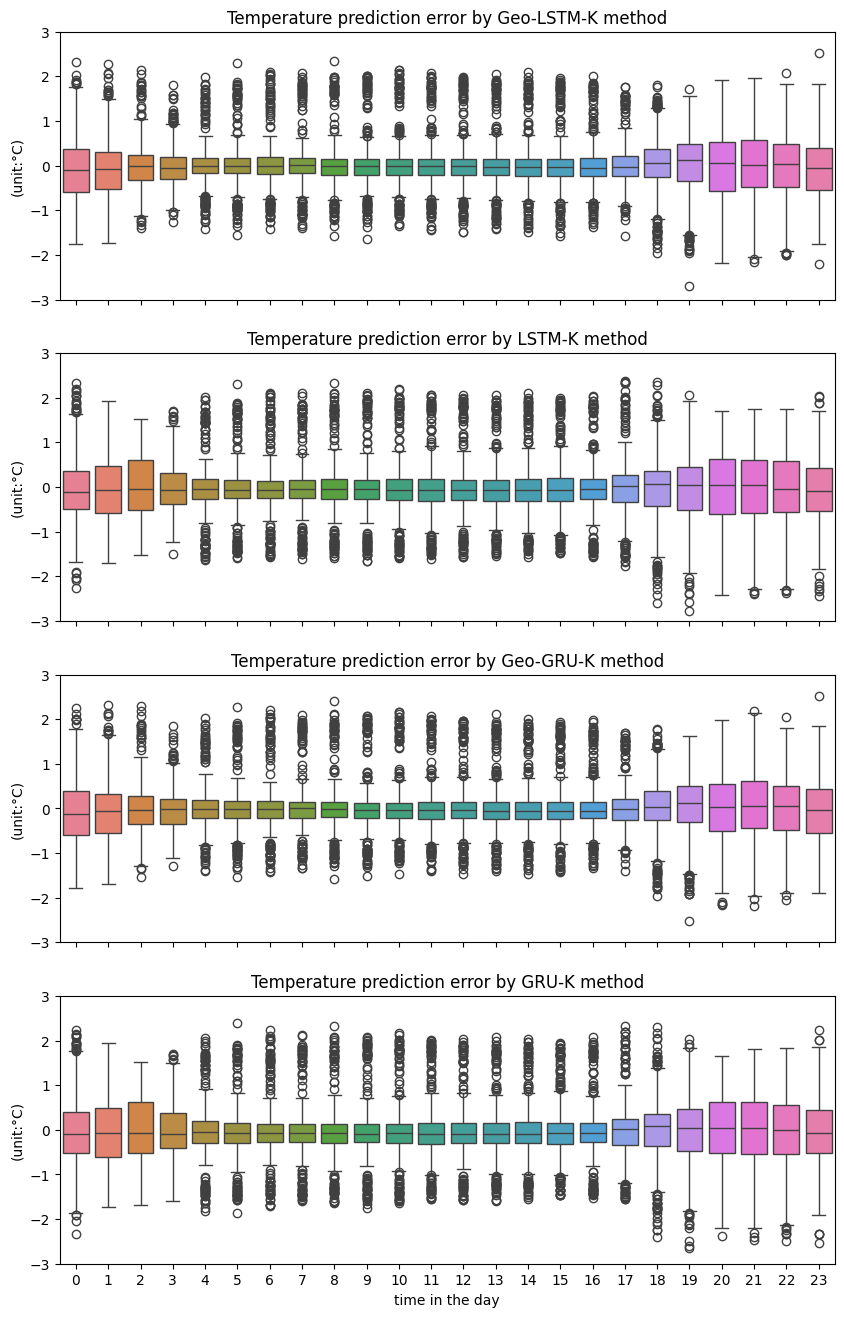 Temperature prediction error by Geo-LSTM-K method
3
2
1
0
−1
−2
−3
(unit:°C)
Temperature prediction error by LSTM-K method
3
2
1
0
−1
−2
−3
(unit:°C)
Temperature prediction error by Geo-GRU-K method
3
2
1
0
−1
−2
−3
(unit:°C)
Temperature prediction error by GRU-K method
3
2
1
0
−1
−2
−3
(unit:°C)
0 1 2 3 4 5 6 7 8 9 10 11 12 13 14 15 16 17 18 19 20 21 22 23
time in the day